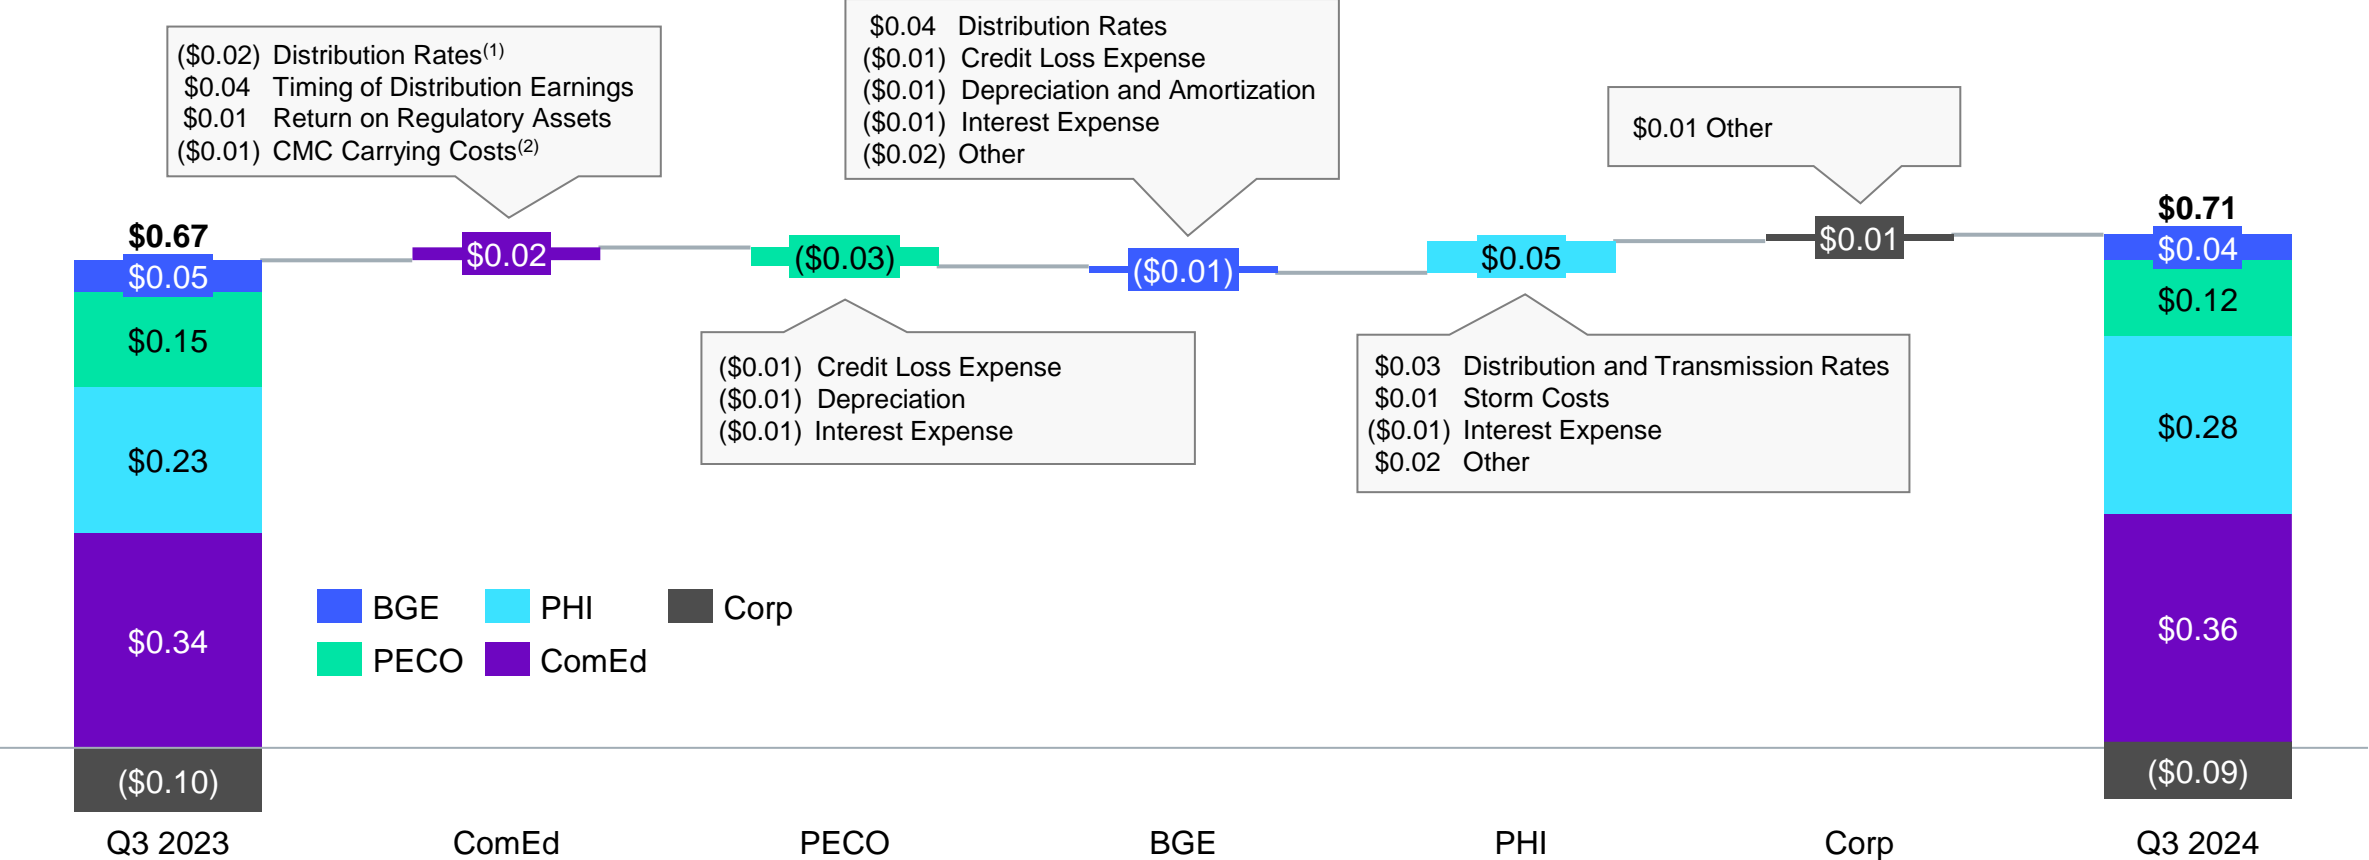 ($0.02) Distribution Rates(1)
$0.04 Timing of Distribution Earnings
$0.01 Return on Regulatory Assets
($0.01) CMC Carrying Costs(2)
$0.04 Distribution Rates
($0.01) Credit Loss Expense
($0.01) Depreciation and Amortization
($0.01) Interest Expense
($0.02) Other
$0.01 Other
$0.67
$0.05
$0.15
$0.23
$0.34
($0.10)
$0.02
($0.03)
($0.01)
$0.05
$0.01
$0.71
$0.04
$0.12
$0.28
$0.36
($0.09)
($0.01) Credit Loss Expense
($0.01) Depreciation
($0.01) Interest Expense
$0.03 Distribution and Transmission Rates
$0.01 Storm Costs
($0.01) Interest Expense
$0.02 Other
BGE PHI Corp
PECO ComEd
Q3 2023 ComEd PECO BGE PHI Corp Q3 2024